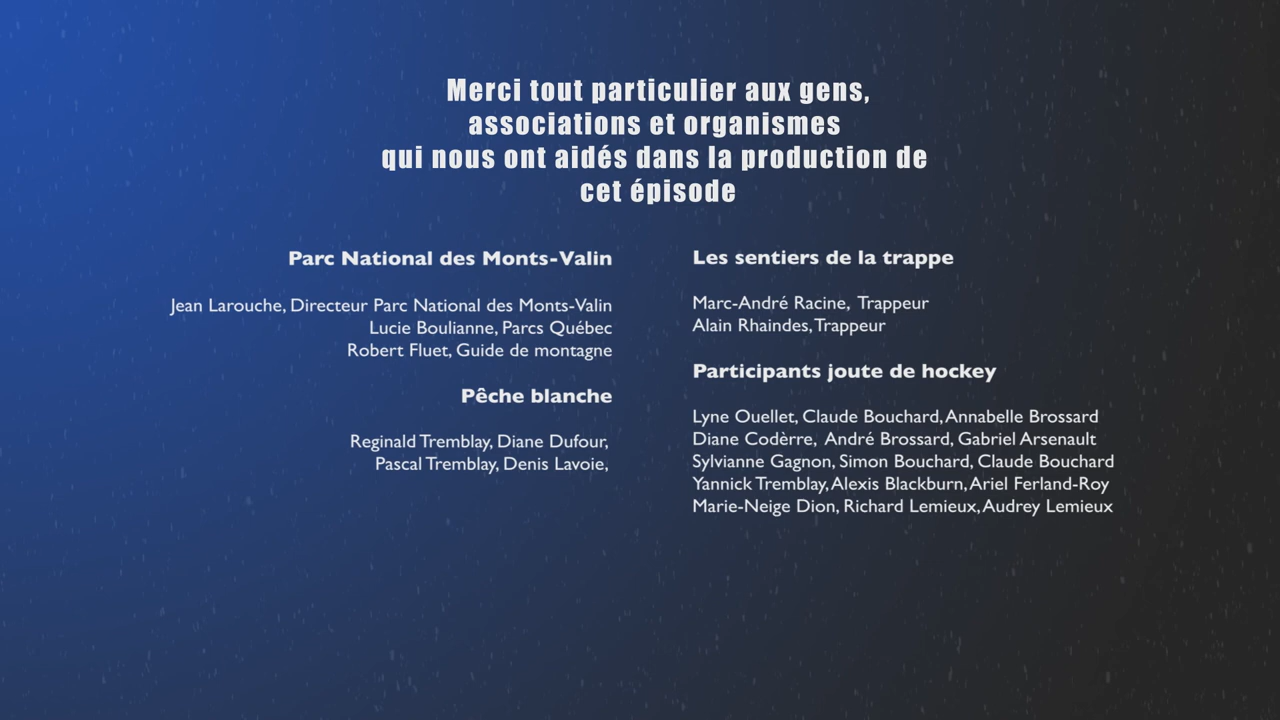 Merci tout particulier aux gens,
associations et organismes
qui nous ont aidés dans la production de
cet épisode
Parc National des Monts-Valin
Jean Larouche, Directeur Parc National des Monts-Valin
Lucie Boulianne, Parcs Québec
Robert Fluet, Guide de montagne
Pêche blanche
Reginald Tremblay, Diane Dufour,
Pascal Tremblay, Denis Lavoie,
Les sentiers de la trappe
Marc-André Racine, Trappeur
Alain Rhaindes, Trappeur
Participants joute de hockey
Lyne Ouellet, Claude Bouchard, Annabelle Brossard
Diane Codèrre, André Brossard, Gabriel Arsenault
Sylvianne Gagnon, Simon Bouchard, Claude Bouchard
Yannick Tremblay, Alexis Blackburn, Ariel Ferland-Roy
Marie-Neige Dion, Richard Lemieux, Audrey Lemieux